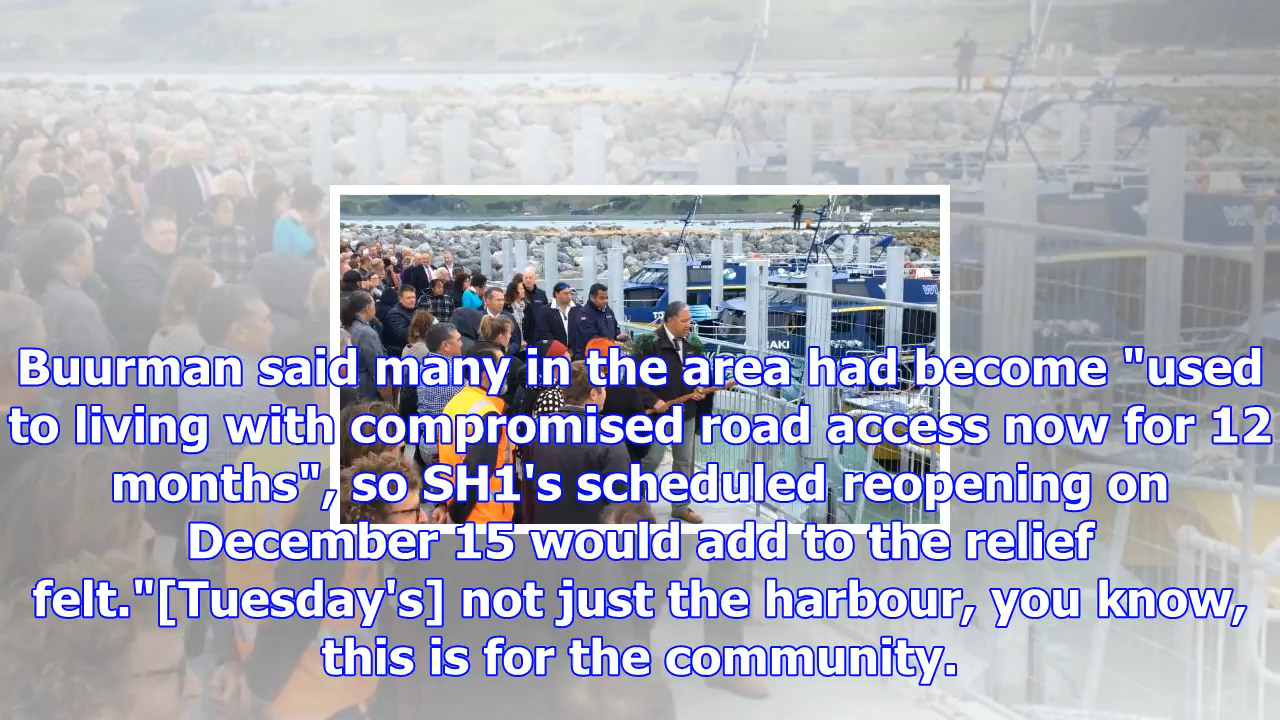 Buurman said many in the area had become "used
to living with compromised road access now for 12
months", so SH1's scheduled reopening on
December 15 would add to the relief
felt."[Tuesday's] not just the harbour, you know,
this is for the community.